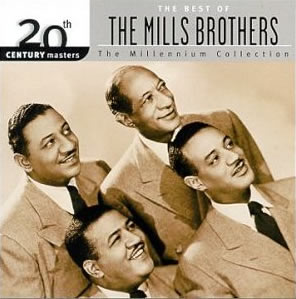 THE BEST OF
20th
CENTURY masters
THE MILLS BROTHERS
The Millennium Collection